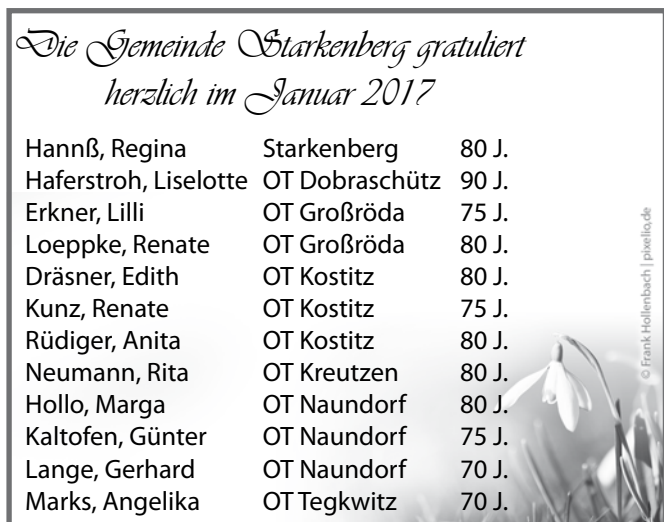 Die Gemeinde Starkenberg gratuliert
herzlich im Januar 2017
Hannß, Regina Starkenberg 80 J.
Haferstroh, Liselotte OT Dobraschütz 90 J.
Erkner, Lilli OT Großröda 75 J.
Loeppke, Renate OT Großröda 80 J.
Dräsner, Edith OT Kostitz 80 J.
Kunz, Renate OT Kostitz 75 J.
Rüdiger, Anita OT Kostitz 80 J.
Neumann, Rita OT Kreutzen 80 J.
Hollo, Marga OT Naundorf 80 J.
Kaltofen, Günter OT Naundorf 75 J.
Lange, Gerhard OT Naundorf 70 J.
Marks, Angelika OT Tegkwitz 70 J.
© Frank Hollenbach | pixelio.de